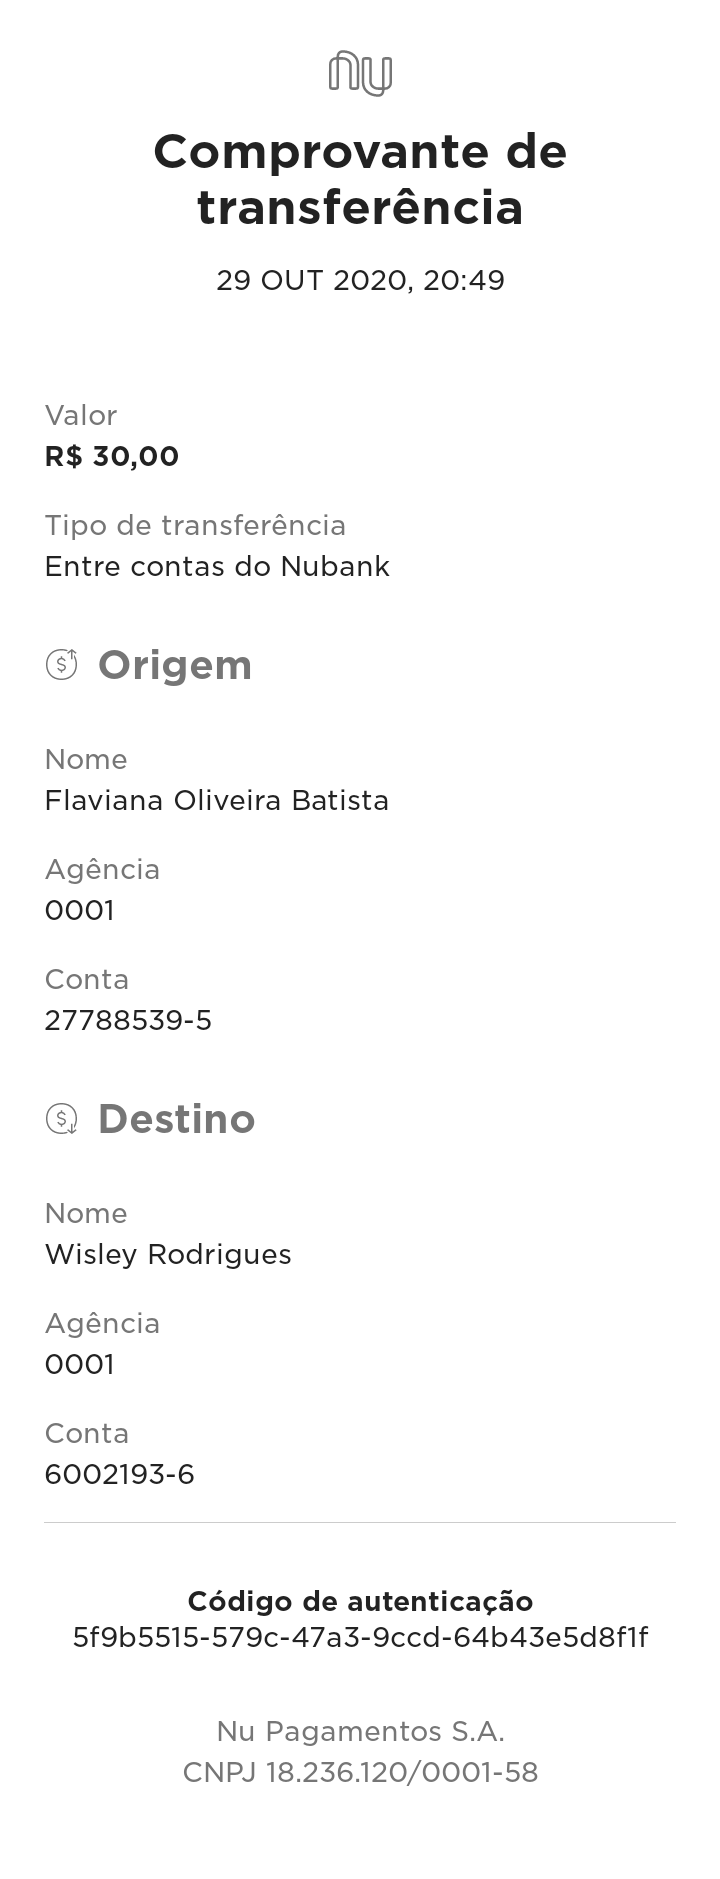 nu
Comprovante de
transferência
29 OUT 2020, 20:49
Valor
R$ 30,00
Tipo de transferência
Entre contas do Nubank
Origem
Nome
Flaviana Oliveira Batista
Agência
0001
Conta
27788539-5
Destino
Nome
Wisley Rodrigues
Agência
0001
Conta
6002193-6
Código de autenticação
5f9b5515-579c-47a3-9ccd-64b43e5d8f1f
Nu Pagamentos S.A.
CNPJ 18.236.120/0001-58